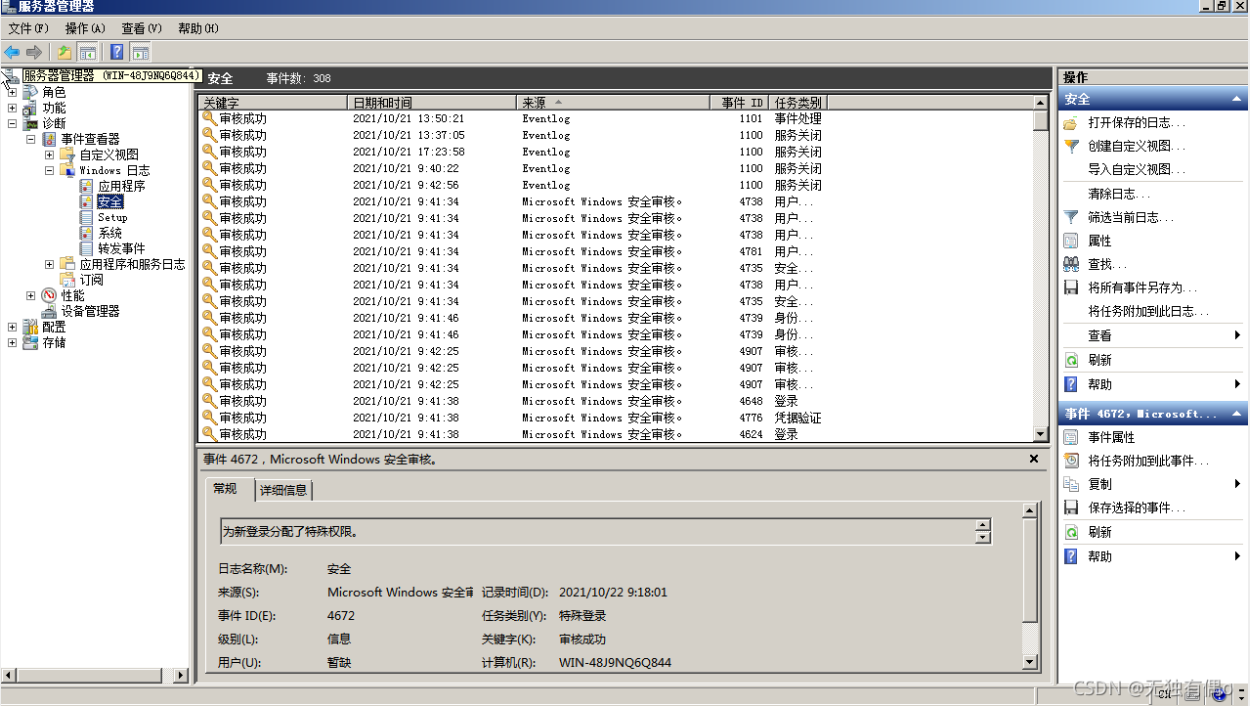 服务器管理器
文件(F) 操作(A) 查看(V) 帮助(H)
服务器管理器 (WIN-48J9NQ6Q844)
角色
功能
诊断
事件查看器
自定义视图
Windows 日志
应用程序
安全
Setup
系统
转发事件
应用程序和服务日志
订阅
性能
设备管理器
配置
存储
安全 事件数: 308
关键字 日期和时间 来源 事件 ID 任务类别
审核成功 2021/10/21 13:50:21 Eventlog 1101 事件处理
审核成功 2021/10/21 13:37:05 Eventlog 1100 服务关闭
审核成功 2021/10/21 17:23:58 Eventlog 1100 服务关闭
审核成功 2021/10/21 9:40:22 Eventlog 1100 服务关闭
审核成功 2021/10/21 9:42:56 Eventlog 1100 服务关闭
审核成功 2021/10/21 9:41:34 Microsoft Windows 安全审核。 4738 用户...
审核成功 2021/10/21 9:41:34 Microsoft Windows 安全审核。 4738 用户...
审核成功 2021/10/21 9:41:34 Microsoft Windows 安全审核。 4738 用户...
审核成功 2021/10/21 9:41:34 Microsoft Windows 安全审核。 4781 用户...
审核成功 2021/10/21 9:41:34 Microsoft Windows 安全审核。 4735 安全...
审核成功 2021/10/21 9:41:34 Microsoft Windows 安全审核。 4738 用户...
审核成功 2021/10/21 9:41:34 Microsoft Windows 安全审核。 4735 安全...
审核成功 2021/10/21 9:41:46 Microsoft Windows 安全审核。 4739 身份...
审核成功 2021/10/21 9:41:46 Microsoft Windows 安全审核。 4739 身份...
审核成功 2021/10/21 9:42:25 Microsoft Windows 安全审核。 4907 审核...
审核成功 2021/10/21 9:42:25 Microsoft Windows 安全审核。 4907 审核...
审核成功 2021/10/21 9:42:25 Microsoft Windows 安全审核。 4907 审核...
审核成功 2021/10/21 9:41:38 Microsoft Windows 安全审核。 4648 登录
审核成功 2021/10/21 9:41:38 Microsoft Windows 安全审核。 4776 凭据验证
审核成功 2021/10/21 9:41:38 Microsoft Windows 安全审核。 4624 登录
事件 4672，Microsoft Windows 安全审核。
常规 详细信息
为新登录分配了特殊权限。
日志名称(M): 安全
来源(S): Microsoft Windows 安全审 记录时间(D): 2021/10/22 9:18:01
事件 ID(E): 4672 任务类别(Y): 特殊登录
级别(L): 信息 关键字(K): 审核成功
用户(U): 暂缺 计算机(R): WIN-48J9NQ6Q844
操作
安全
打开保存的日志...
创建自定义视图...
导入自定义视图...
清除日志...
筛选当前日志...
属性
查找...
将所有事件另存为...
将任务附加到此日志...
查看
刷新
帮助
事件 4672，Microsoft...
事件属性
将任务附加到此事件...
复制
保存选择的事件...
刷新
帮助
CH
CSDN @无独有偶o